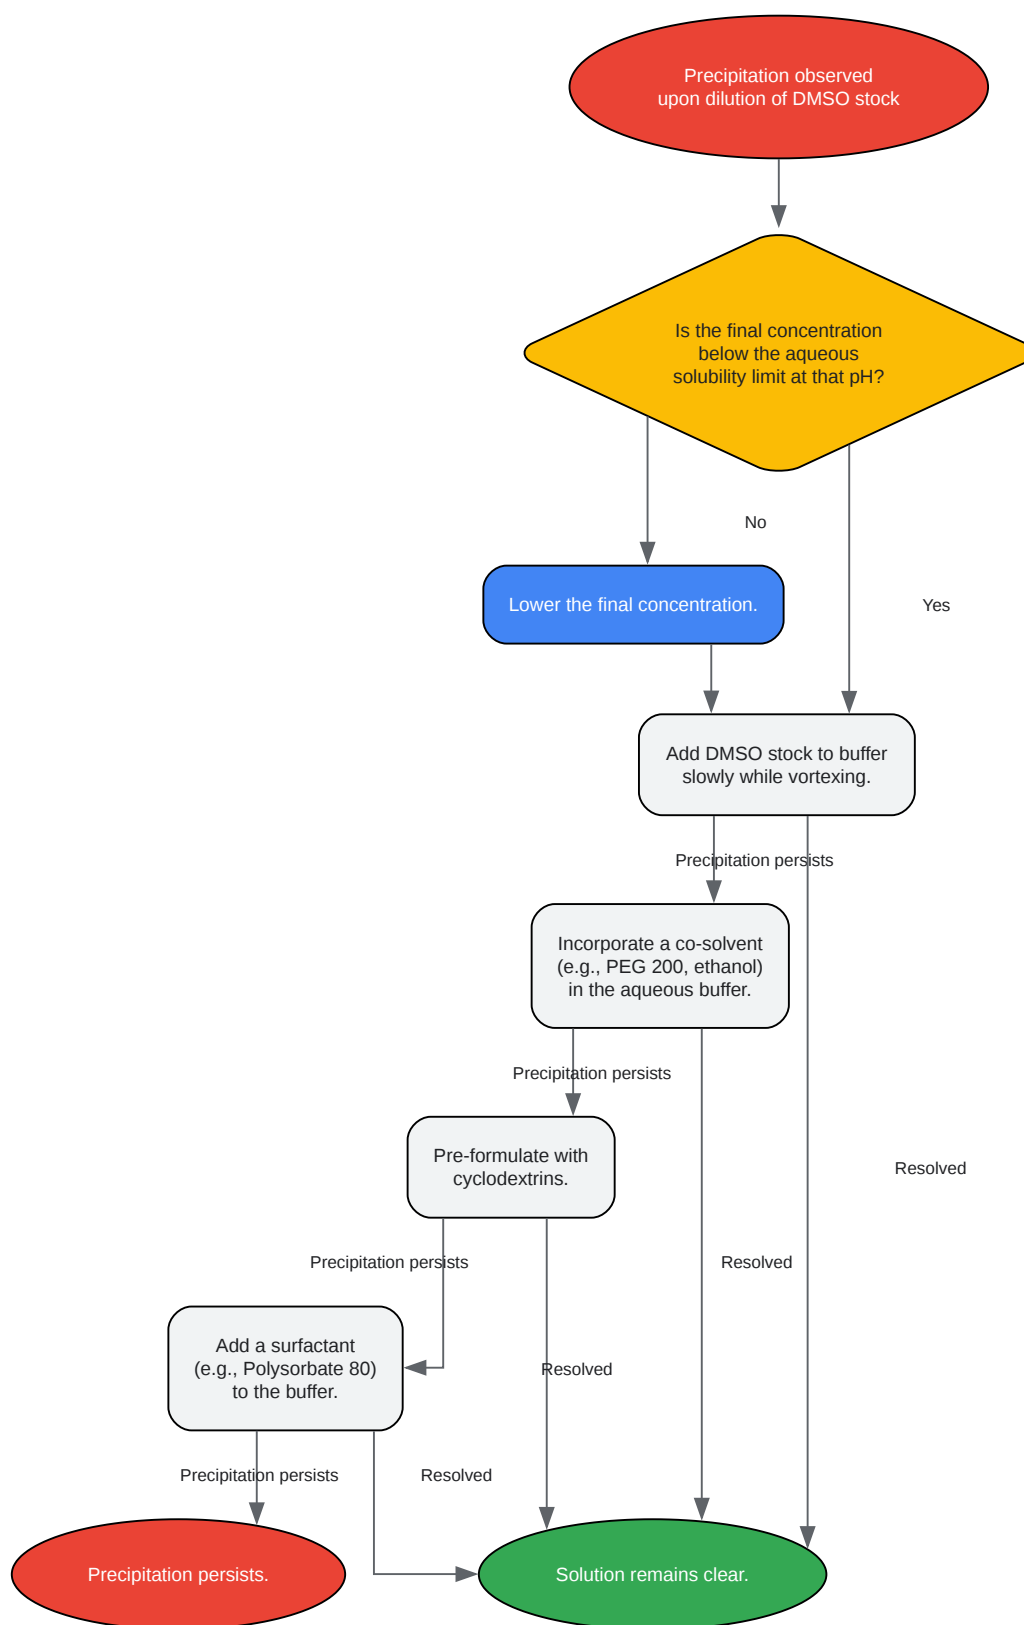 Precipitation observed
upon dilution of DMSO stock
Is the final concentration
below the aqueous
solubility limit at that pH?
No
Lower the final concentration.
Yes
Add DMSO stock to buffer
slowly while vortexing.
Precipitation persists
Incorporate a co-solvent
(e.g., PEG 200, ethanol)
in the aqueous buffer.
Precipitation persists
Pre-formulate with
cyclodextrins.
Resolved
Precipitation persists
Resolved
Add a surfactant
(e.g., Polysorbate 80)
to the buffer.
Resolved
Precipitation persists
Resolved
Precipitation persists.
Solution remains clear.